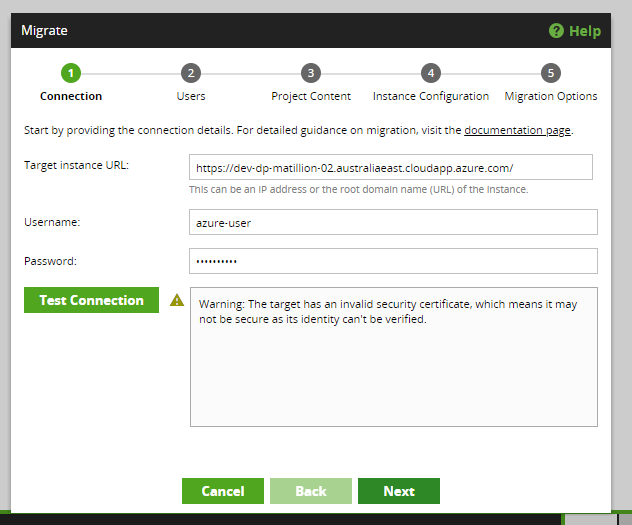 Migrate
? Help
1 2 3 4 5
Connection Users Project Content Instance Configuration Migration Options
Start by providing the connection details. For detailed guidance on migration, visit the documentation page.
Target instance URL: https://dev-dp-matillion-02.australiaeast.cloudapp.azure.com/
This can be an IP address or the root domain name (URL) of the instance.
Username: azure-user
Password: ••••••••••
Test Connection
Warning: The target has an invalid security certificate, which means it may
not be secure as its identity can't be verified.
Cancel Back Next